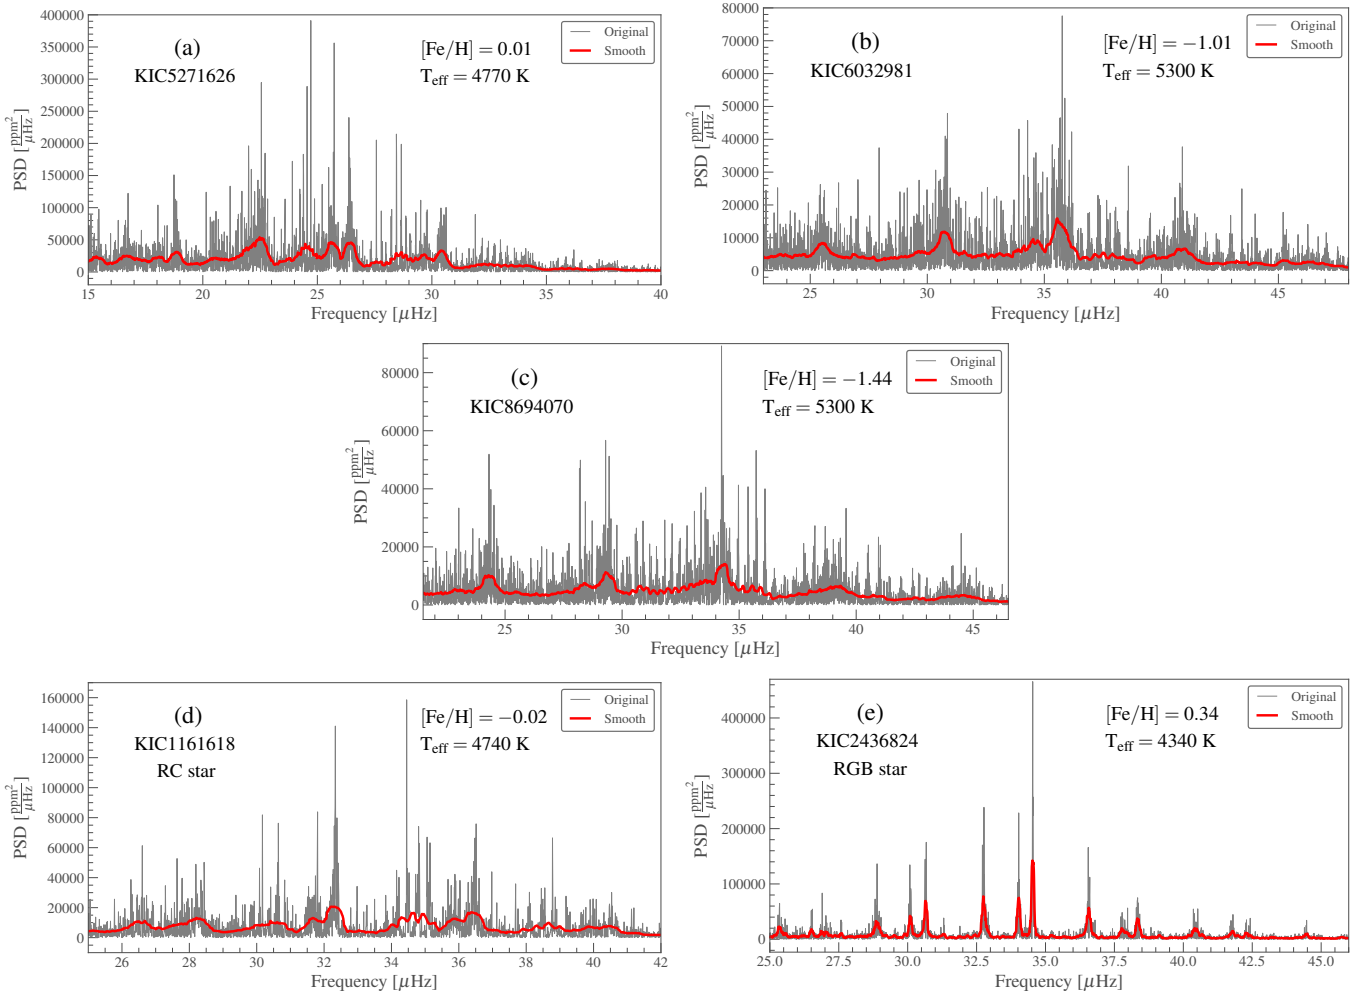 (a)
KIC5271626
[Fe/H] = 0.01
T_eff = 4770 K
Original
Smooth
400000
350000
300000
250000
200000
150000
100000
50000
0
PSD [ppm²/μHz]
15 20 25 30 35 40
Frequency [μHz]
(b)
KIC6032981
[Fe/H] = −1.01
T_eff = 5300 K
Original
Smooth
80000
70000
60000
50000
40000
30000
20000
10000
0
PSD [ppm²/μHz]
25 30 35 40 45
Frequency [μHz]
(c)
KIC8694070
[Fe/H] = −1.44
T_eff = 5300 K
Original
Smooth
80000
60000
40000
20000
0
PSD [ppm²/μHz]
25 30 35 40 45
Frequency [μHz]
(d)
KIC1161618
RC star
[Fe/H] = −0.02
T_eff = 4740 K
Original
Smooth
160000
140000
120000
100000
80000
60000
40000
20000
0
PSD [ppm²/μHz]
26 28 30 32 34 36 38 40 42
Frequency [μHz]
(e)
KIC2436824
RGB star
[Fe/H] = 0.34
T_eff = 4340 K
Original
Smooth
400000
300000
200000
100000
0
PSD [ppm²/μHz]
25.0 27.5 30.0 32.5 35.0 37.5 40.0 42.5 45.0
Frequency [μHz]